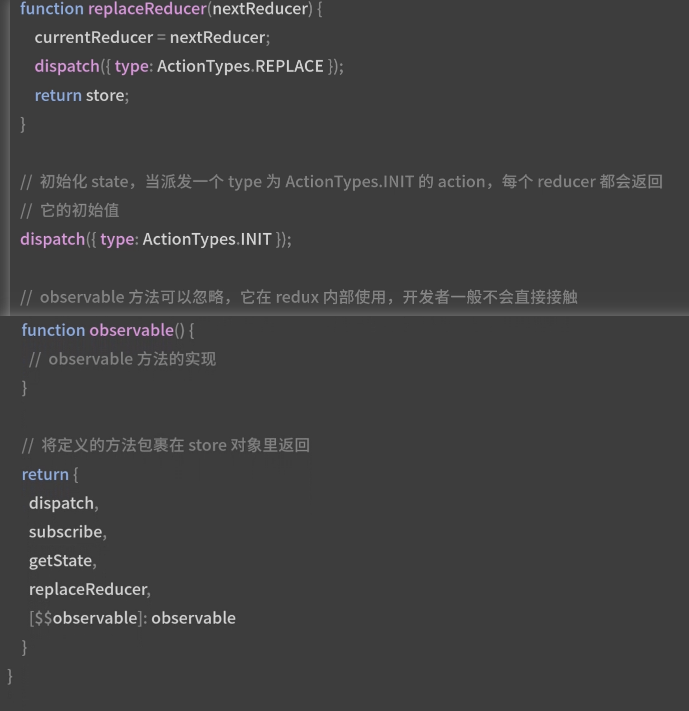 function replaceReducer(nextReducer) {
currentReducer = nextReducer;
dispatch({ type: ActionTypes.REPLACE });
return store;
}
// 初始化 state，当派发一个 type 为 ActionTypes.INIT 的 action，每个 reducer 都会返回
// 它的初始值
dispatch({ type: ActionTypes.INIT });
// observable 方法可以忽略，它在 redux 内部使用，开发者一般不会直接接触
function observable() {
// observable 方法的实现
}
// 将定义的方法包裹在 store 对象里返回
return {
dispatch,
subscribe,
getState,
replaceReducer,
[$$observable]: observable
}
}